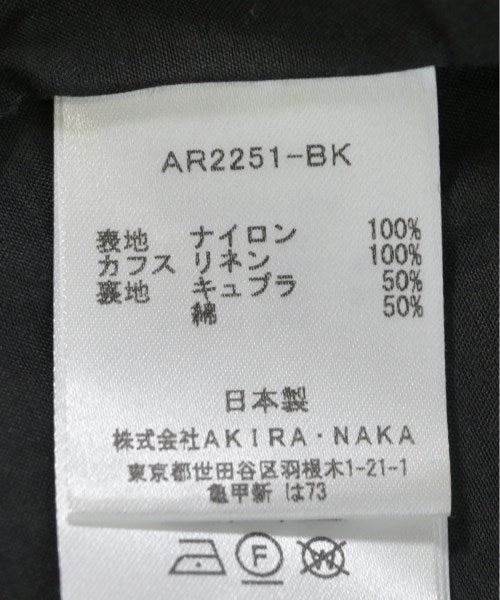 AR2251-BK
表地 ナイロン 100%
カフス リネン 100%
裏地 キュプラ 50%
綿 50%
日本製
株式会社AKIRA・NAKA
東京都世田谷区羽根木1-21-1
亀甲新 は73
F
W